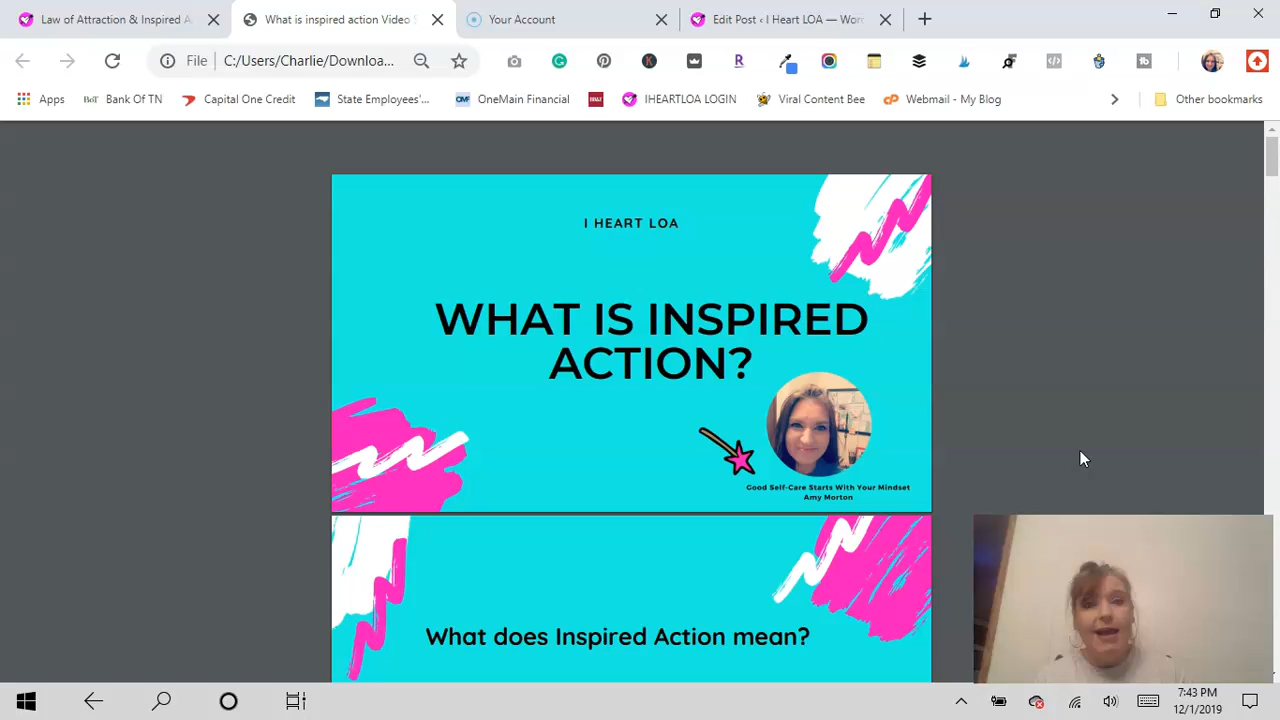 Law of Attraction & Inspired A
What is inspired action Video S
Your Account
Edit Post ‹ I Heart LOA — Wor
File
C:/Users/Charlie/Downloa...
Apps
BoT
Bank Of TN
Capital One Credit
State Employees'...
OMF
OneMain Financial
IHEARTLOA LOGIN
Viral Content Bee
cP
Webmail - My Blog
Other bookmarks
I HEART LOA
WHAT IS INSPIRED
ACTION?
Good Self-Care Starts With Your Mindset
Amy Morton
What does Inspired Action mean?
7:43 PM
12/1/2019